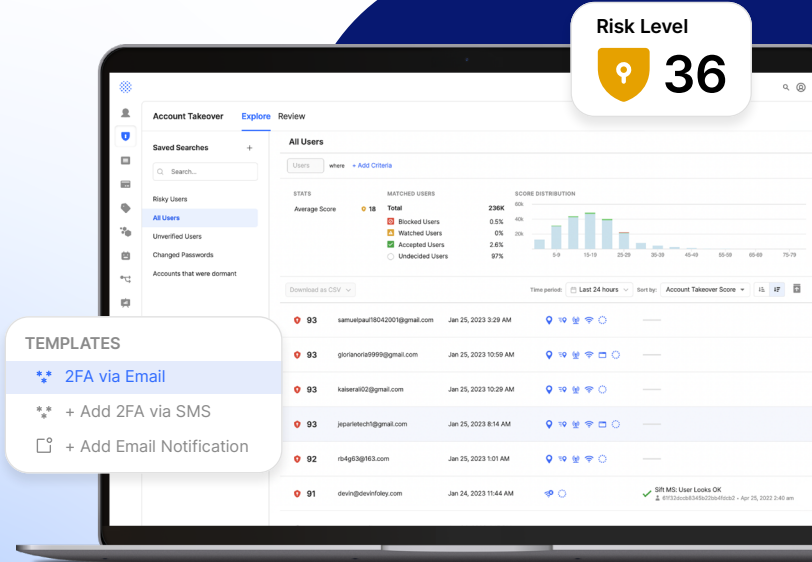 Risk Level
36
Account Takeover Explore Review
Saved Searches +
Search...
Risky Users
All Users
Unverified Users
Changed Passwords
Accounts that were dormant
All Users
Users where + Add Criteria
STATS MATCHED USERS SCORE DISTRIBUTION
Average Score 18 Total 236K
Blocked Users 0.5%
Watched Users 0%
Accepted Users 2.6%
Undecided Users 97%
60k
40k
20k
5-9 15-19 25-29 35-39 45-49 55-59 65-69 75-79
Download as CSV Time period: Last 24 hours Sort by: Account Takeover Score
93 samuelpaul18042001@gmail.com Jan 25, 2023 3:29 AM
93 glorianoria9999@gmail.com Jan 25, 2023 10:59 AM
93 kaiserali02@gmail.com Jan 25, 2023 10:29 AM
93 jeparletech1@gmail.com Jan 25, 2023 8:14 AM
92 rb4g63@163.com Jan 25, 2023 1:01 AM
91 devin@devinfoley.com Jan 24, 2023 11:44 AM
Sift MS: User Looks OK
• Apr 25, 2022 2:40 am
TEMPLATES
2FA via Email
+ Add 2FA via SMS
+ Add Email Notification